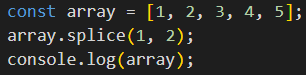 const array = [1, 2, 3, 4, 5];
array.splice(1, 2);
console.log(array);